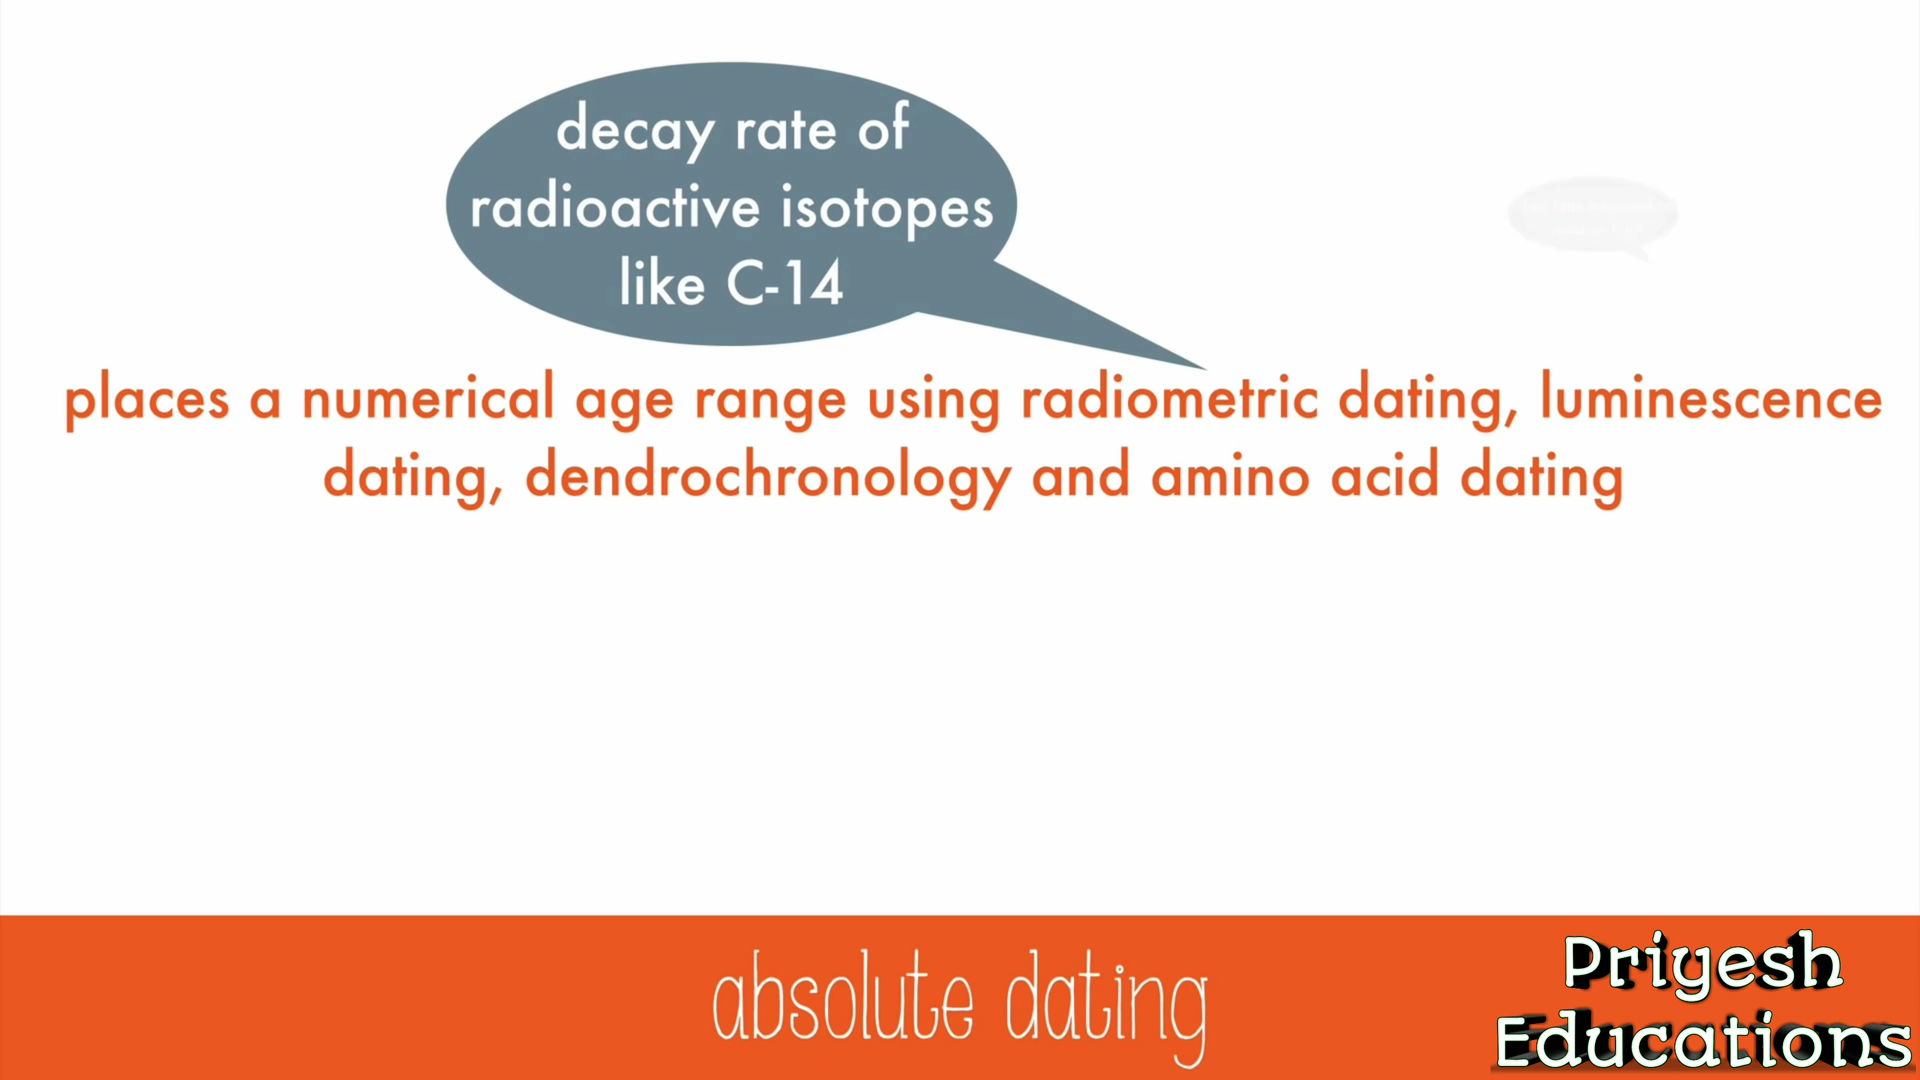 decay rate of
radioactive isotopes
like C-14
places a numerical age range using radiometric dating, luminescence
dating, dendrochronology and amino acid dating
absolute dating
Priyesh
Educations